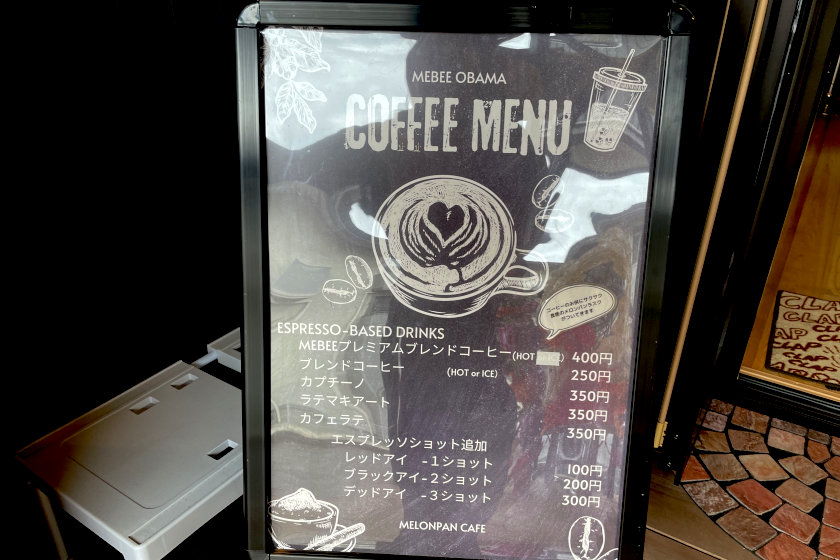 MEBEE OBAMA
COFFEE MENU
コーヒーのお供にサクサク
食感のメロンパンラスク
がついてきます
ESPRESSO-BASED DRINKS
MEBEEプレミアムブレンドコーヒー(HOT or ICE) 400円
ブレンドコーヒー (HOT or ICE) 250円
カプチーノ 350円
ラテマキアート 350円
カフェラテ 350円
エスプレッソショット追加
レッドアイ -1ショット 100円
ブラックアイ-2ショット 200円
デッドアイ -3ショット 300円
MELONPAN CAFE
CLAP
CLAP
CLAP